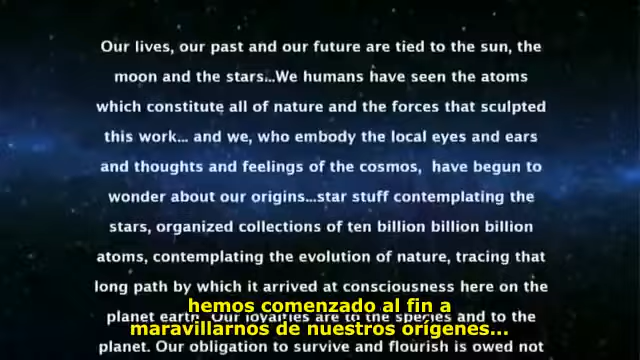 Our lives, our past and our future are tied to the sun, the
moon and the stars...We humans have seen the atoms
which constitute all of nature and the forces that sculpted
this work... and we, who embody the local eyes and ears
and thoughts and feelings of the cosmos, have begun to
wonder about our origins...star stuff contemplating the
stars, organized collections of ten billion billion billion
atoms, contemplating the evolution of nature, tracing that
long path by which it arrived at consciousness here on the
planet earth. Our loyalties are to the species and to the
planet. Our obligation to survive and flourish is owed not
hemos comenzado al fin a
maravillarnos de nuestros orígenes...